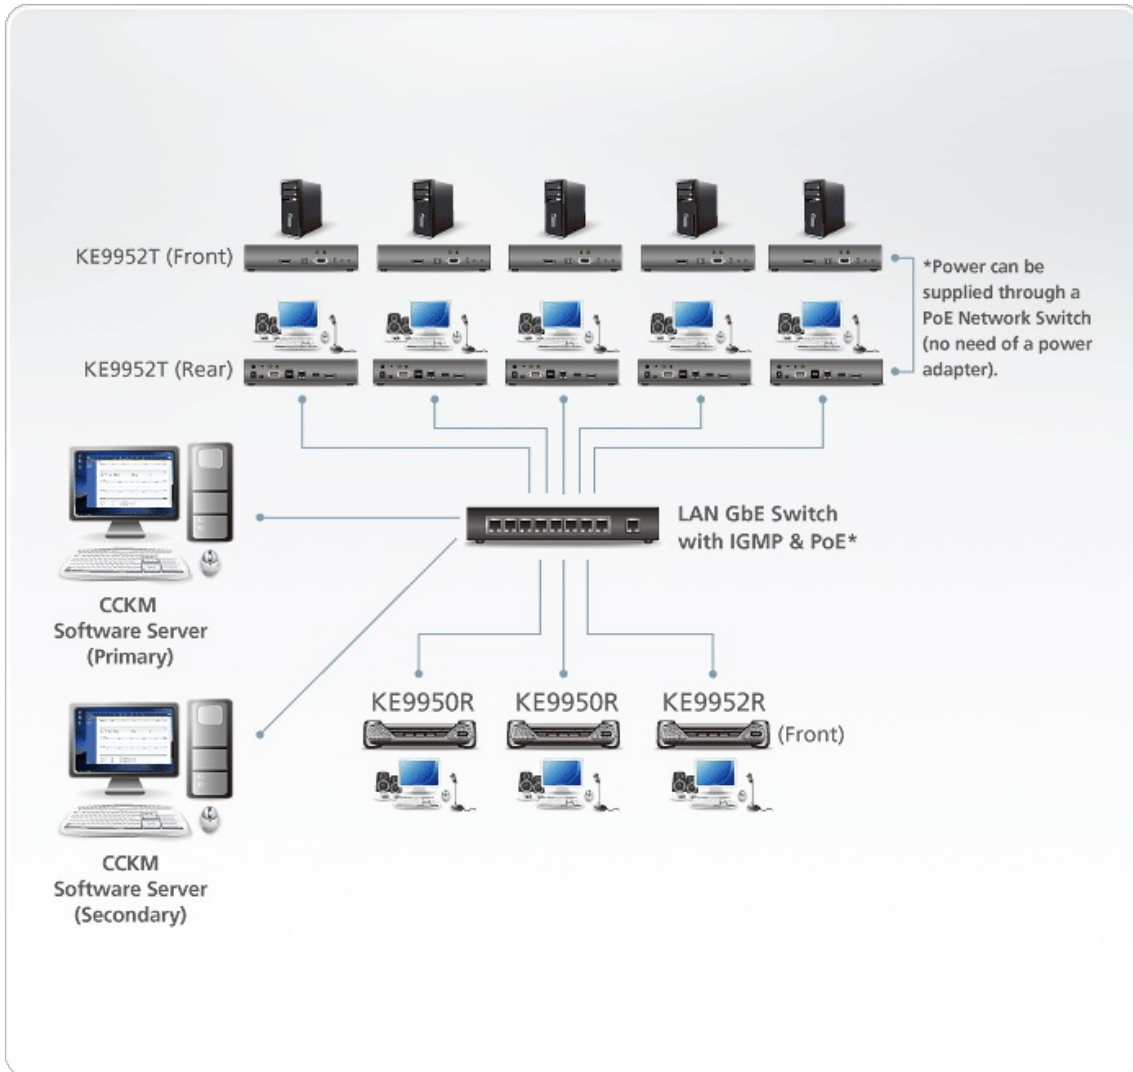 KE9952T (Front)
*Power can be
supplied through a
PoE Network Switch
(no need of a power
adapter).
KE9952T (Rear)
LAN GbE Switch
with IGMP & PoE*
CCKM
Software Server
(Primary)
KE9950R
KE9950R
KE9952R
(Front)
CCKM
Software Server
(Secondary)